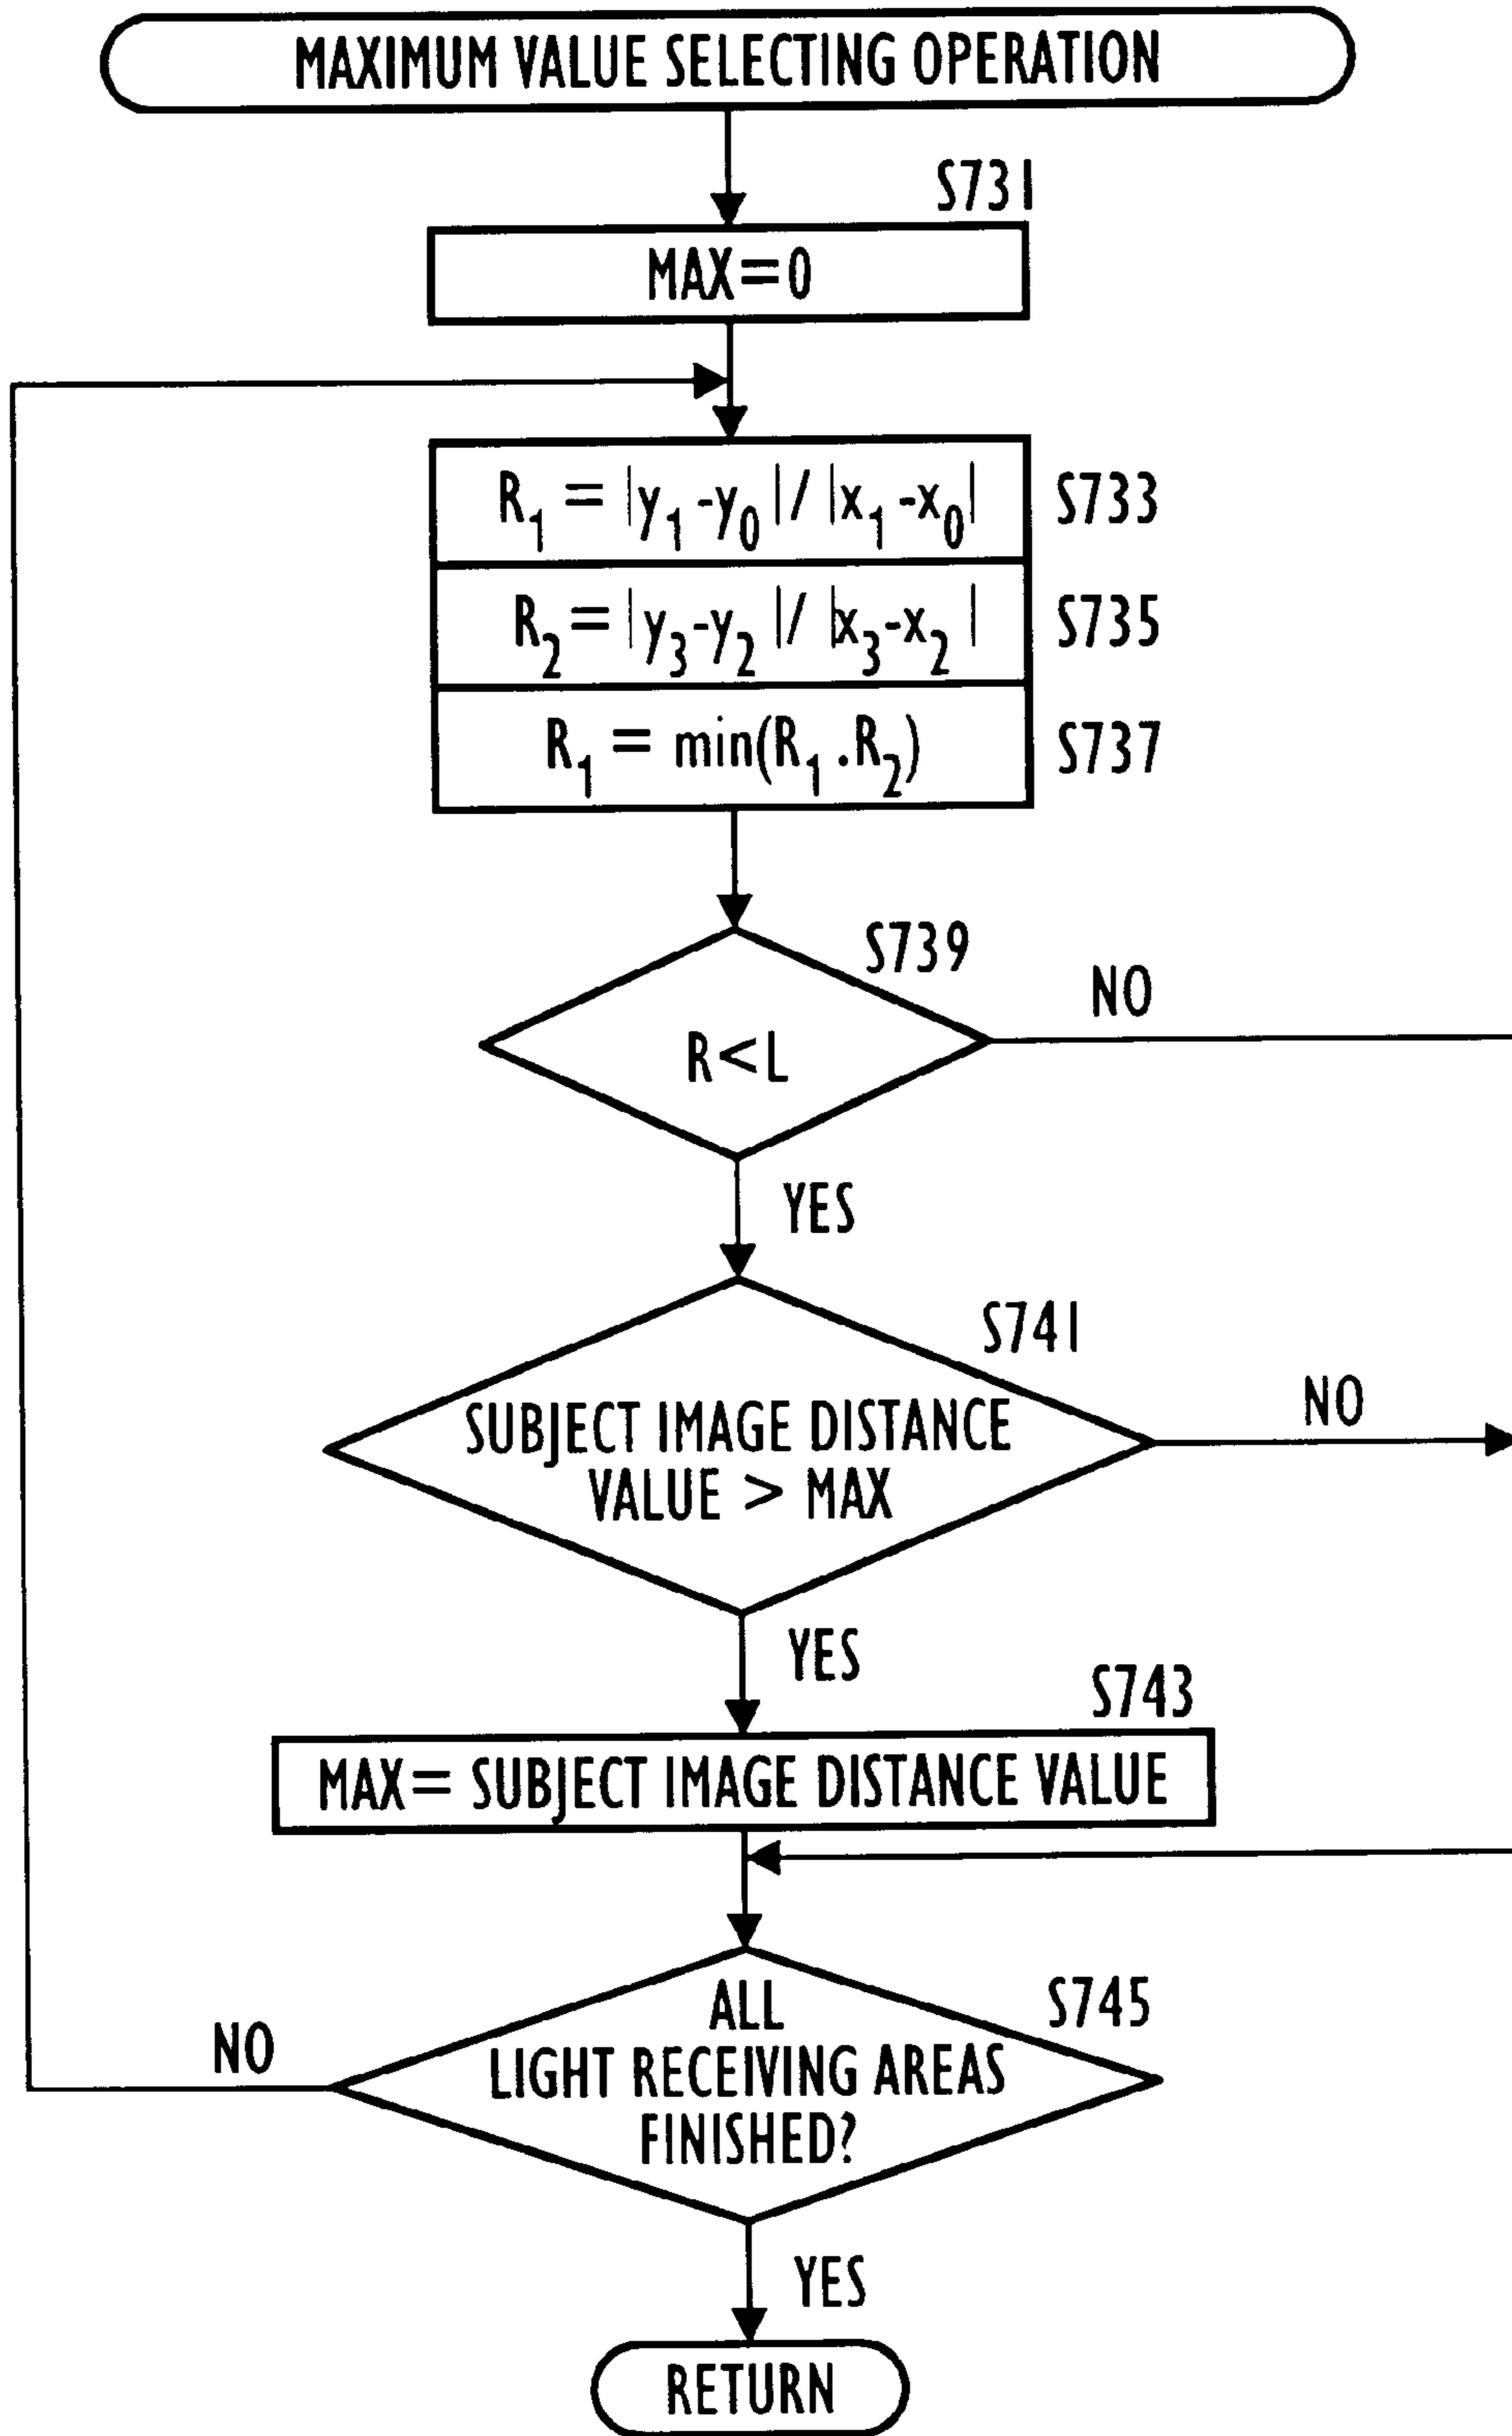 MAXIMUM VALUE SELECTING OPERATION
S731
MAX=0
R1 = |y1-y0|/|x1-x0|
S733
R2 = |y3-y2|/|x3-x2|
S735
R1 = min(R1.R2)
S737
S739
NO
R<L
YES
S741
NO
SUBJECT IMAGE DISTANCE
VALUE > MAX
YES
S743
MAX= SUBJECT IMAGE DISTANCE VALUE
S745
ALL
NO
LIGHT RECEIVING AREAS
FINISHED?
YES
RETURN